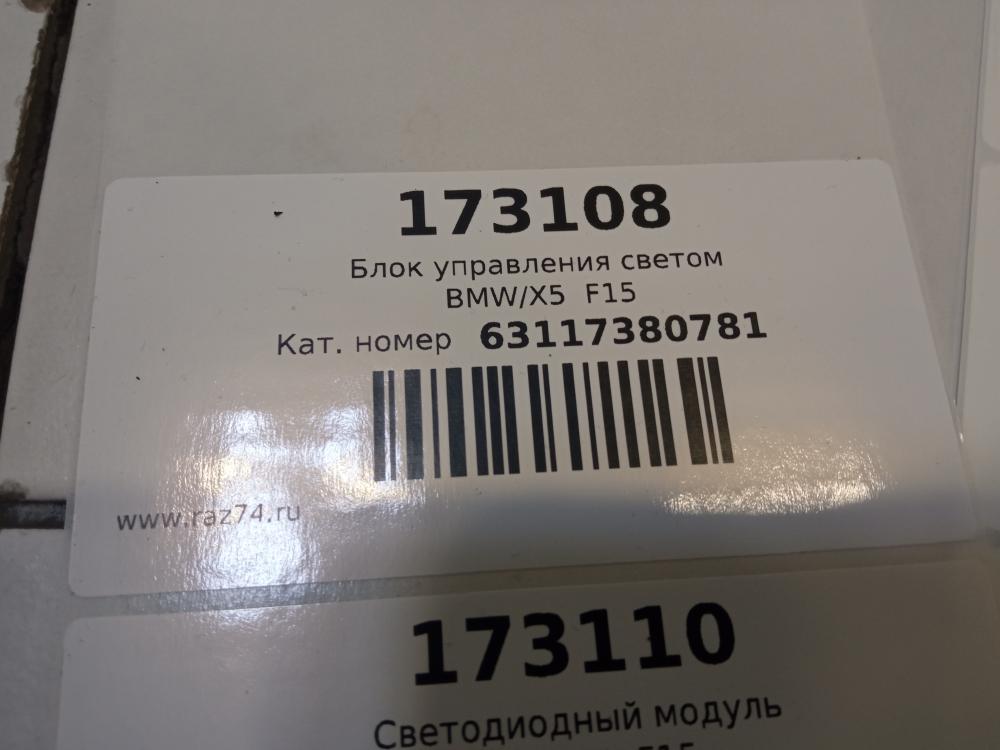 173108
Блок управления светом
BMW/X5 F15
Кат. номер 63117380781
www.raz74.ru
173110
Светодиодный модуль